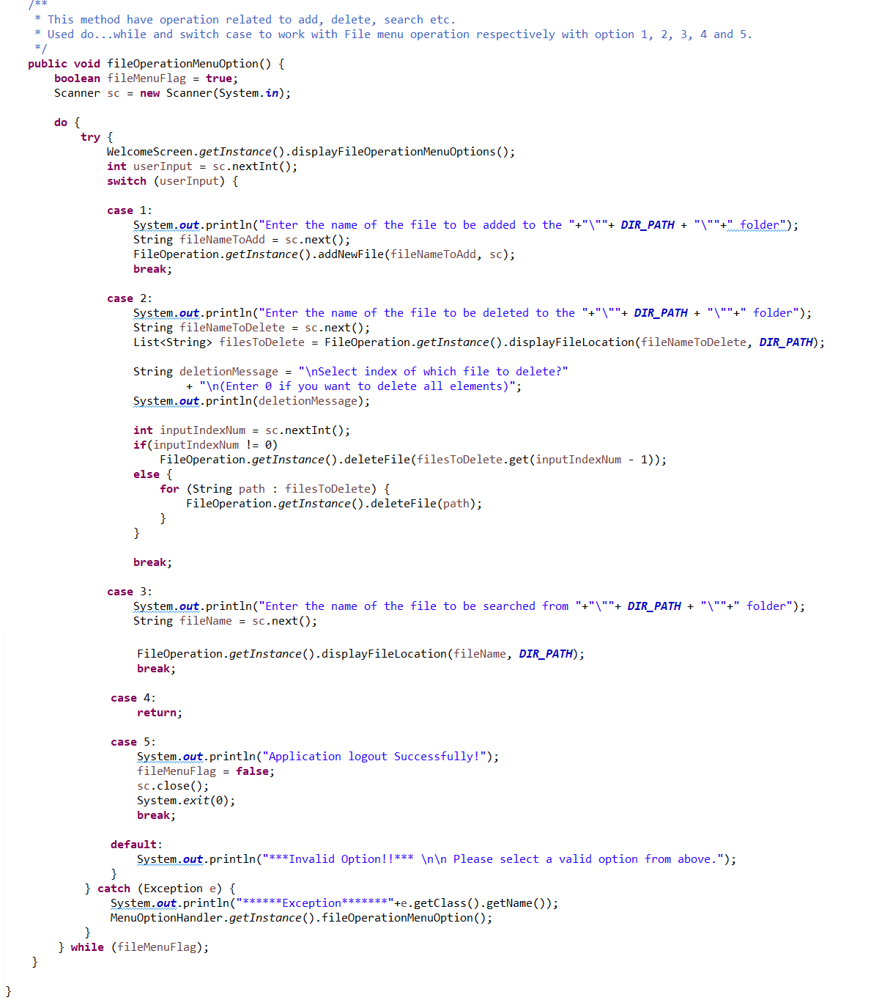 /**
 * This method have operation related to add, delete, search etc.
 * Used do...while and switch case to work with File menu operation respectively with option 1, 2, 3, 4 and 5.
 */
public void fileOperationMenuOption() {
    boolean fileMenuFlag = true;
    Scanner sc = new Scanner(System.in);

    do {
        try {
            WelcomeScreen.getInstance().displayFileOperationMenuOptions();
            int userInput = sc.nextInt();
            switch (userInput) {

            case 1:
                System.out.println("Enter the name of the file to be added to the "+"\""+ DIR_PATH + "\""+" folder");
                String fileNameToAdd = sc.next();
                FileOperation.getInstance().addNewFile(fileNameToAdd, sc);
                break;

            case 2:
                System.out.println("Enter the name of the file to be deleted to the "+"\""+ DIR_PATH + "\""+" folder");
                String fileNameToDelete = sc.next();
                List<String> filesToDelete = FileOperation.getInstance().displayFileLocation(fileNameToDelete, DIR_PATH);

                String deletionMessage = "\nSelect index of which file to delete?"
                        + "\n(Enter 0 if you want to delete all elements)";
                System.out.println(deletionMessage);

                int inputIndexNum = sc.nextInt();
                if(inputIndexNum != 0)
                    FileOperation.getInstance().deleteFile(filesToDelete.get(inputIndexNum - 1));
                else {
                    for (String path : filesToDelete) {
                        FileOperation.getInstance().deleteFile(path);
                    }
                }

                break;

            case 3:
                System.out.println("Enter the name of the file to be searched from "+"\""+ DIR_PATH + "\""+" folder");
                String fileName = sc.next();

                FileOperation.getInstance().displayFileLocation(fileName, DIR_PATH);
                break;

            case 4:
                return;

            case 5:
                System.out.println("Application logout Successfully!");
                fileMenuFlag = false;
                sc.close();
                System.exit(0);
                break;

            default:
                System.out.println("***Invalid Option!!*** \n\n Please select a valid option from above.");
            }
        } catch (Exception e) {
            System.out.println("******Exception*******"+e.getClass().getName());
            MenuOptionHandler.getInstance().fileOperationMenuOption();
        }
    } while (fileMenuFlag);
}

}